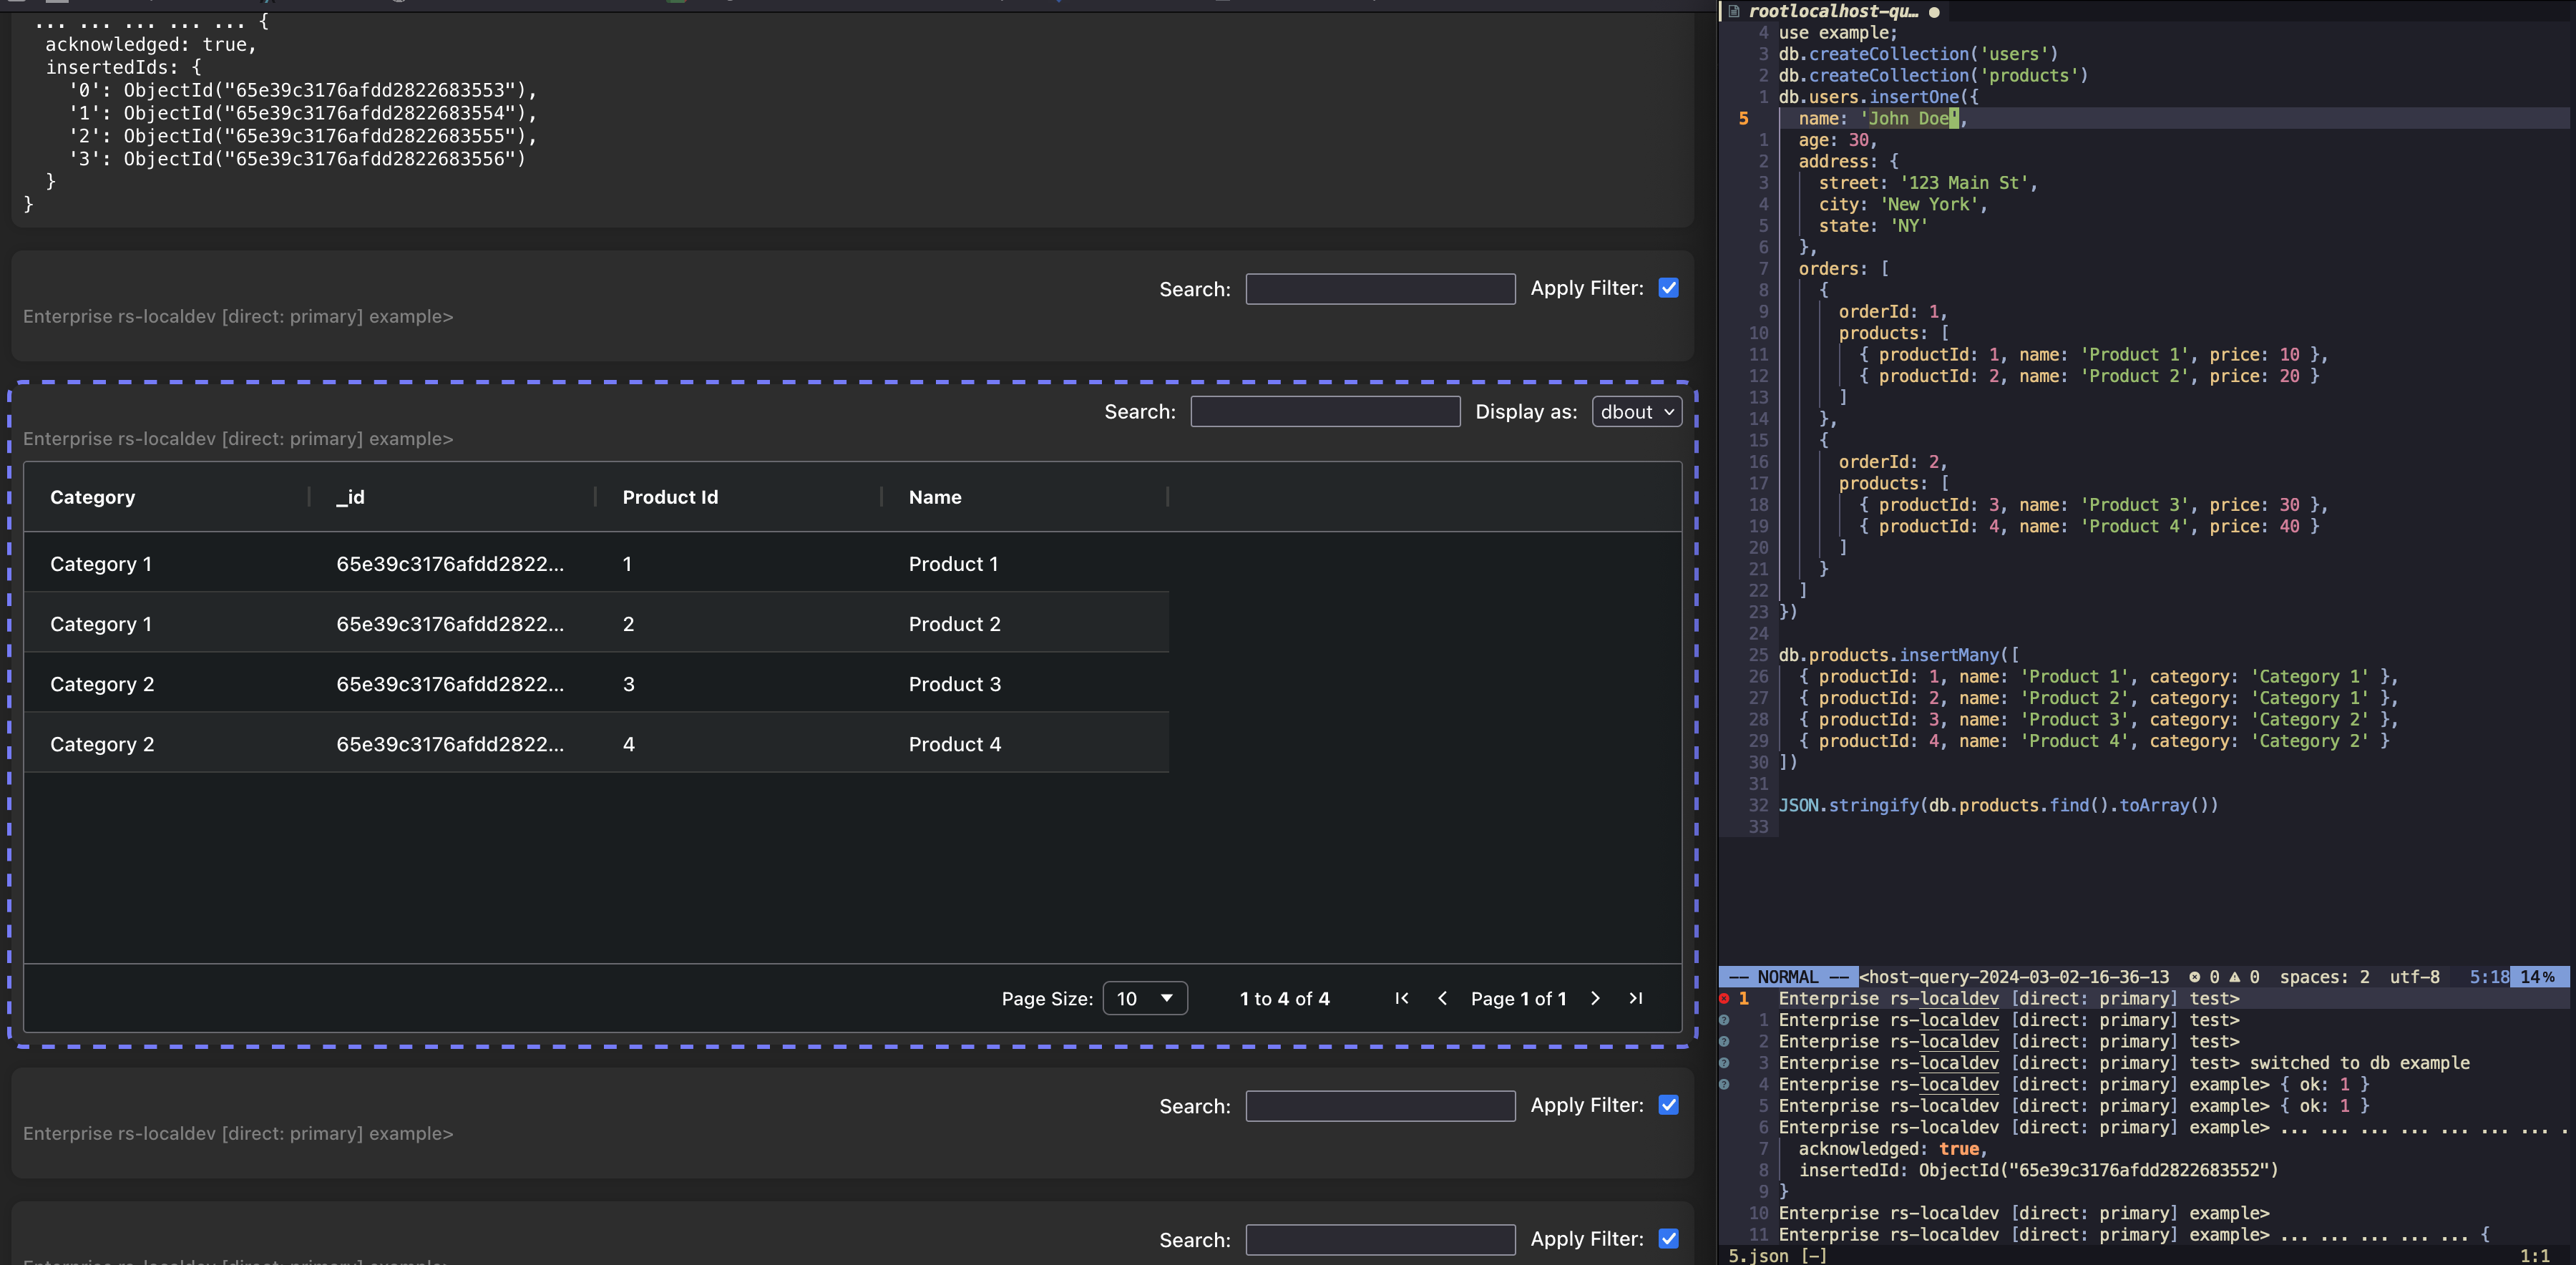 ... ... ... ... ... {
acknowledged: true,
insertedIds: {
'0': ObjectId("65e39c3176afdd2822683553"),
'1': ObjectId("65e39c3176afdd2822683554"),
'2': ObjectId("65e39c3176afdd2822683555"),
'3': ObjectId("65e39c3176afdd2822683556")
}
}
Search: Apply Filter:
Enterprise rs-localdev [direct: primary] example>
Search: Display as: dbout
Enterprise rs-localdev [direct: primary] example>
Category _id Product Id Name
Category 1 65e39c3176afdd2822... 1 Product 1
Category 1 65e39c3176afdd2822... 2 Product 2
Category 2 65e39c3176afdd2822... 3 Product 3
Category 2 65e39c3176afdd2822... 4 Product 4
Page Size: 10 1 to 4 of 4 Page 1 of 1
Search: Apply Filter:
Enterprise rs-localdev [direct: primary] example>
Search: Apply Filter:
Enterprise rs-localdev [direct: primary] example>
rootlocalhost-qu… ●
4 use example;
3 db.createCollection('users')
2 db.createCollection('products')
1 db.users.insertOne({
5 name: 'John Doe',
1 age: 30,
2 address: {
3 street: '123 Main St',
4 city: 'New York',
5 state: 'NY'
6 },
7 orders: [
8 {
9 orderId: 1,
10 products: [
11 { productId: 1, name: 'Product 1', price: 10 },
12 { productId: 2, name: 'Product 2', price: 20 }
13 ]
14 },
15 {
16 orderId: 2,
17 products: [
18 { productId: 3, name: 'Product 3', price: 30 },
19 { productId: 4, name: 'Product 4', price: 40 }
20 ]
21 }
22 ]
23 })
24
25 db.products.insertMany([
26 { productId: 1, name: 'Product 1', category: 'Category 1' },
27 { productId: 2, name: 'Product 2', category: 'Category 1' },
28 { productId: 3, name: 'Product 3', category: 'Category 2' },
29 { productId: 4, name: 'Product 4', category: 'Category 2' }
30 ])
31
32 JSON.stringify(db.products.find().toArray())
33
-- NORMAL -- <host-query-2024-03-02-16-36-13 0 0 spaces: 2 utf-8 5:18 14%
1 Enterprise rs-localdev [direct: primary] test>
1 Enterprise rs-localdev [direct: primary] test>
2 Enterprise rs-localdev [direct: primary] test>
3 Enterprise rs-localdev [direct: primary] test> switched to db example
4 Enterprise rs-localdev [direct: primary] example> { ok: 1 }
5 Enterprise rs-localdev [direct: primary] example> { ok: 1 }
6 Enterprise rs-localdev [direct: primary] example> ... ... ... ... ... ... ... .
7 acknowledged: true,
8 insertedId: ObjectId("65e39c3176afdd2822683552")
9 }
10 Enterprise rs-localdev [direct: primary] example>
11 Enterprise rs-localdev [direct: primary] example> ... ... ... ... ... {
5.json [-] 1:1